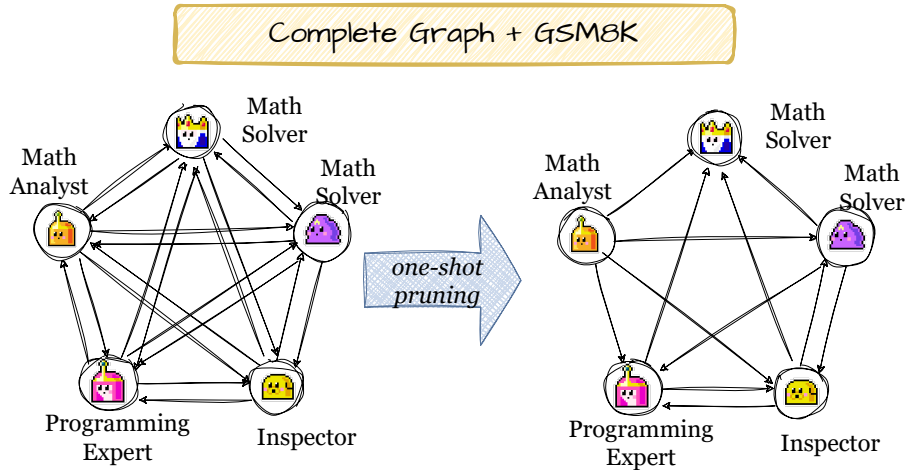 Complete Graph + GSM8K
Math
Solver
Math
Analyst
Math
Solver
Programming
Expert
Inspector
one-shot
pruning
Math
Solver
Math
Analyst
Math
Solver
Programming
Expert
Inspector